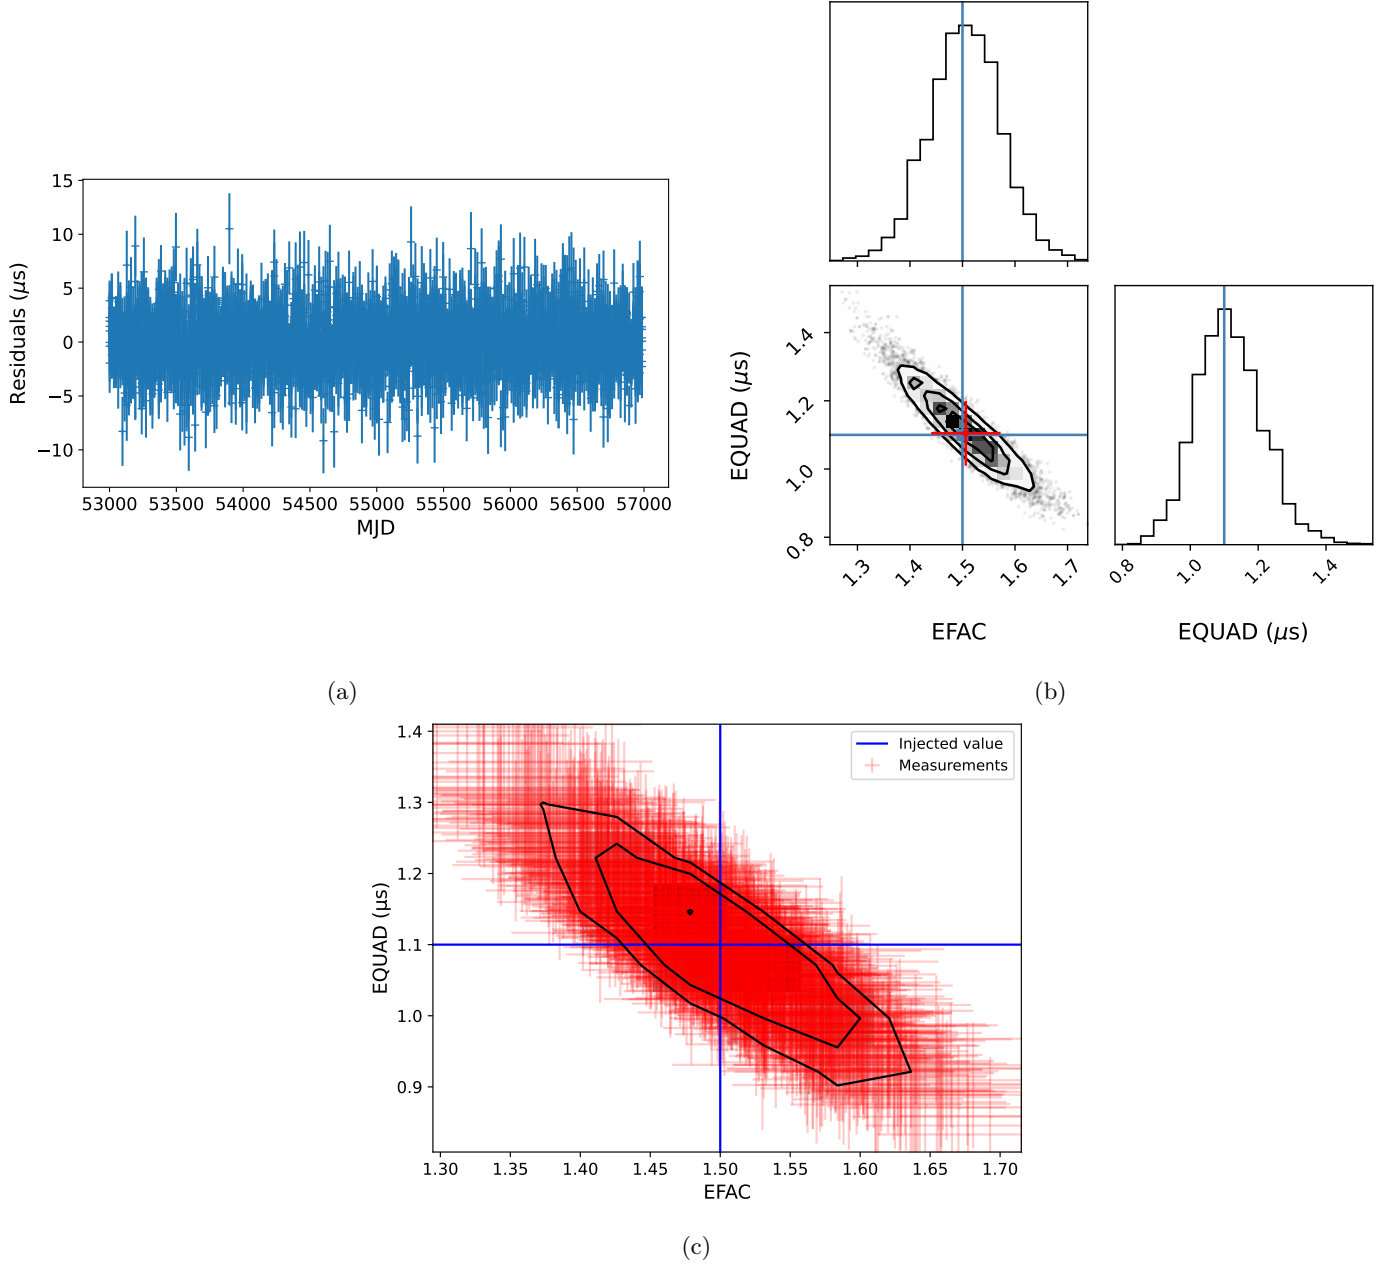 15
10
5
0
−5
−10
Residuals (μs)
53000 53500 54000 54500 55000 55500 56000 56500 57000
MJD
(a)
1.4
1.2
1.0
0.8
EQUAD (μs)
1.3 1.4 1.5 1.6 1.7
EFAC
0.8 1.0 1.2 1.4
EQUAD (μs)
(b)
Injected value
Measurements
1.4
1.3
1.2
1.1
1.0
0.9
EQUAD (μs)
1.30 1.35 1.40 1.45 1.50 1.55 1.60 1.65 1.70
EFAC
(c)